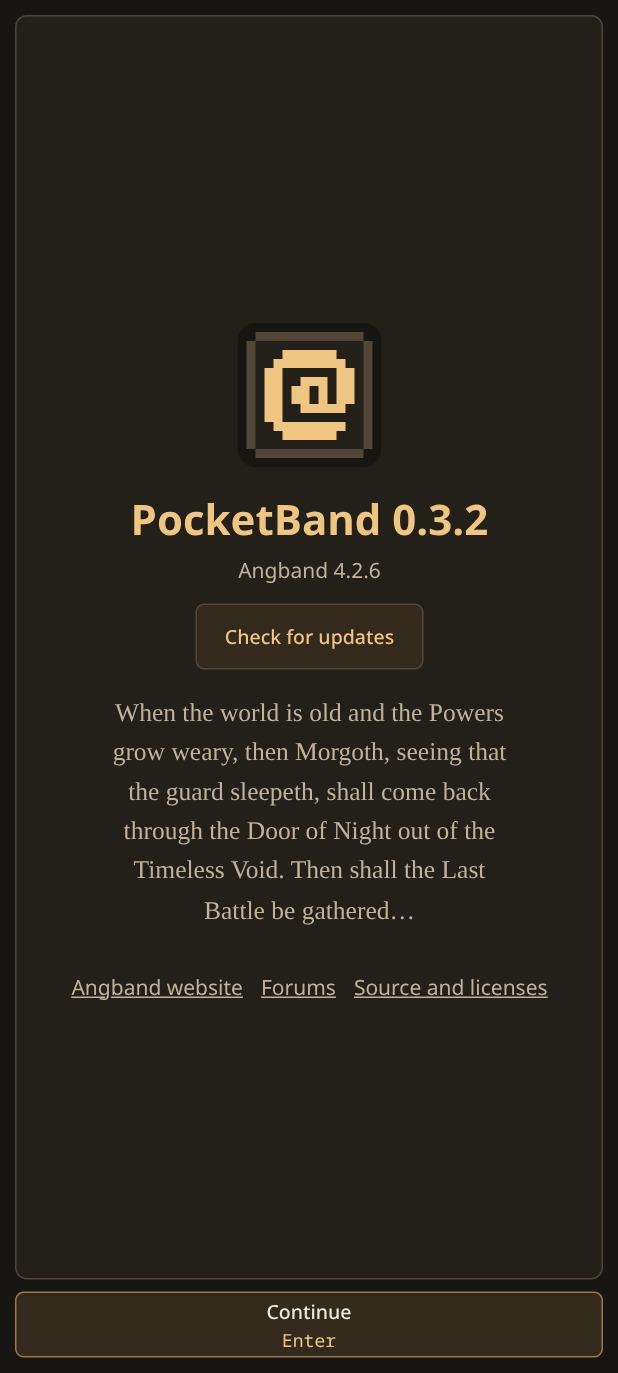 @
PocketBand 0.3.2
Angband 4.2.6
Check for updates
When the world is old and the Powers
grow weary, then Morgoth, seeing that
the guard sleepeth, shall come back
through the Door of Night out of the
Timeless Void. Then shall the Last
Battle be gathered…
Angband website Forums Source and licenses
Continue
Enter